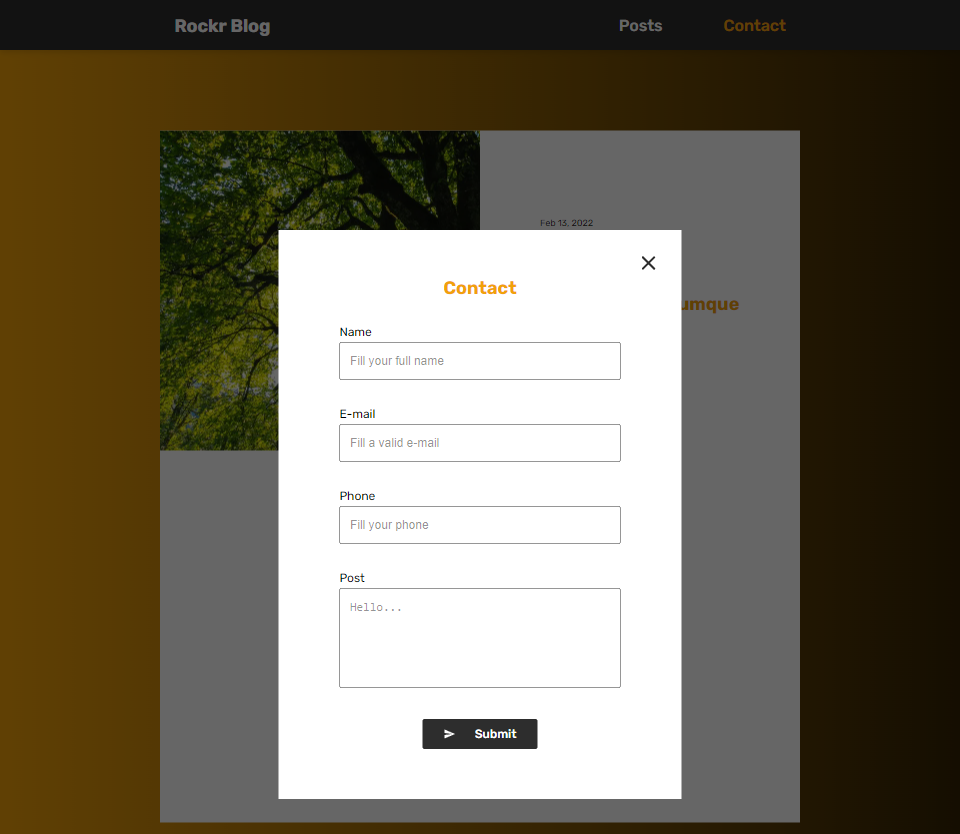 Rockr Blog
Posts
Contact
Feb 13, 2022
umque
Contact
Name
Fill your full name
E-mail
Fill a valid e-mail
Phone
Fill your phone
Post
Hello...
Submit